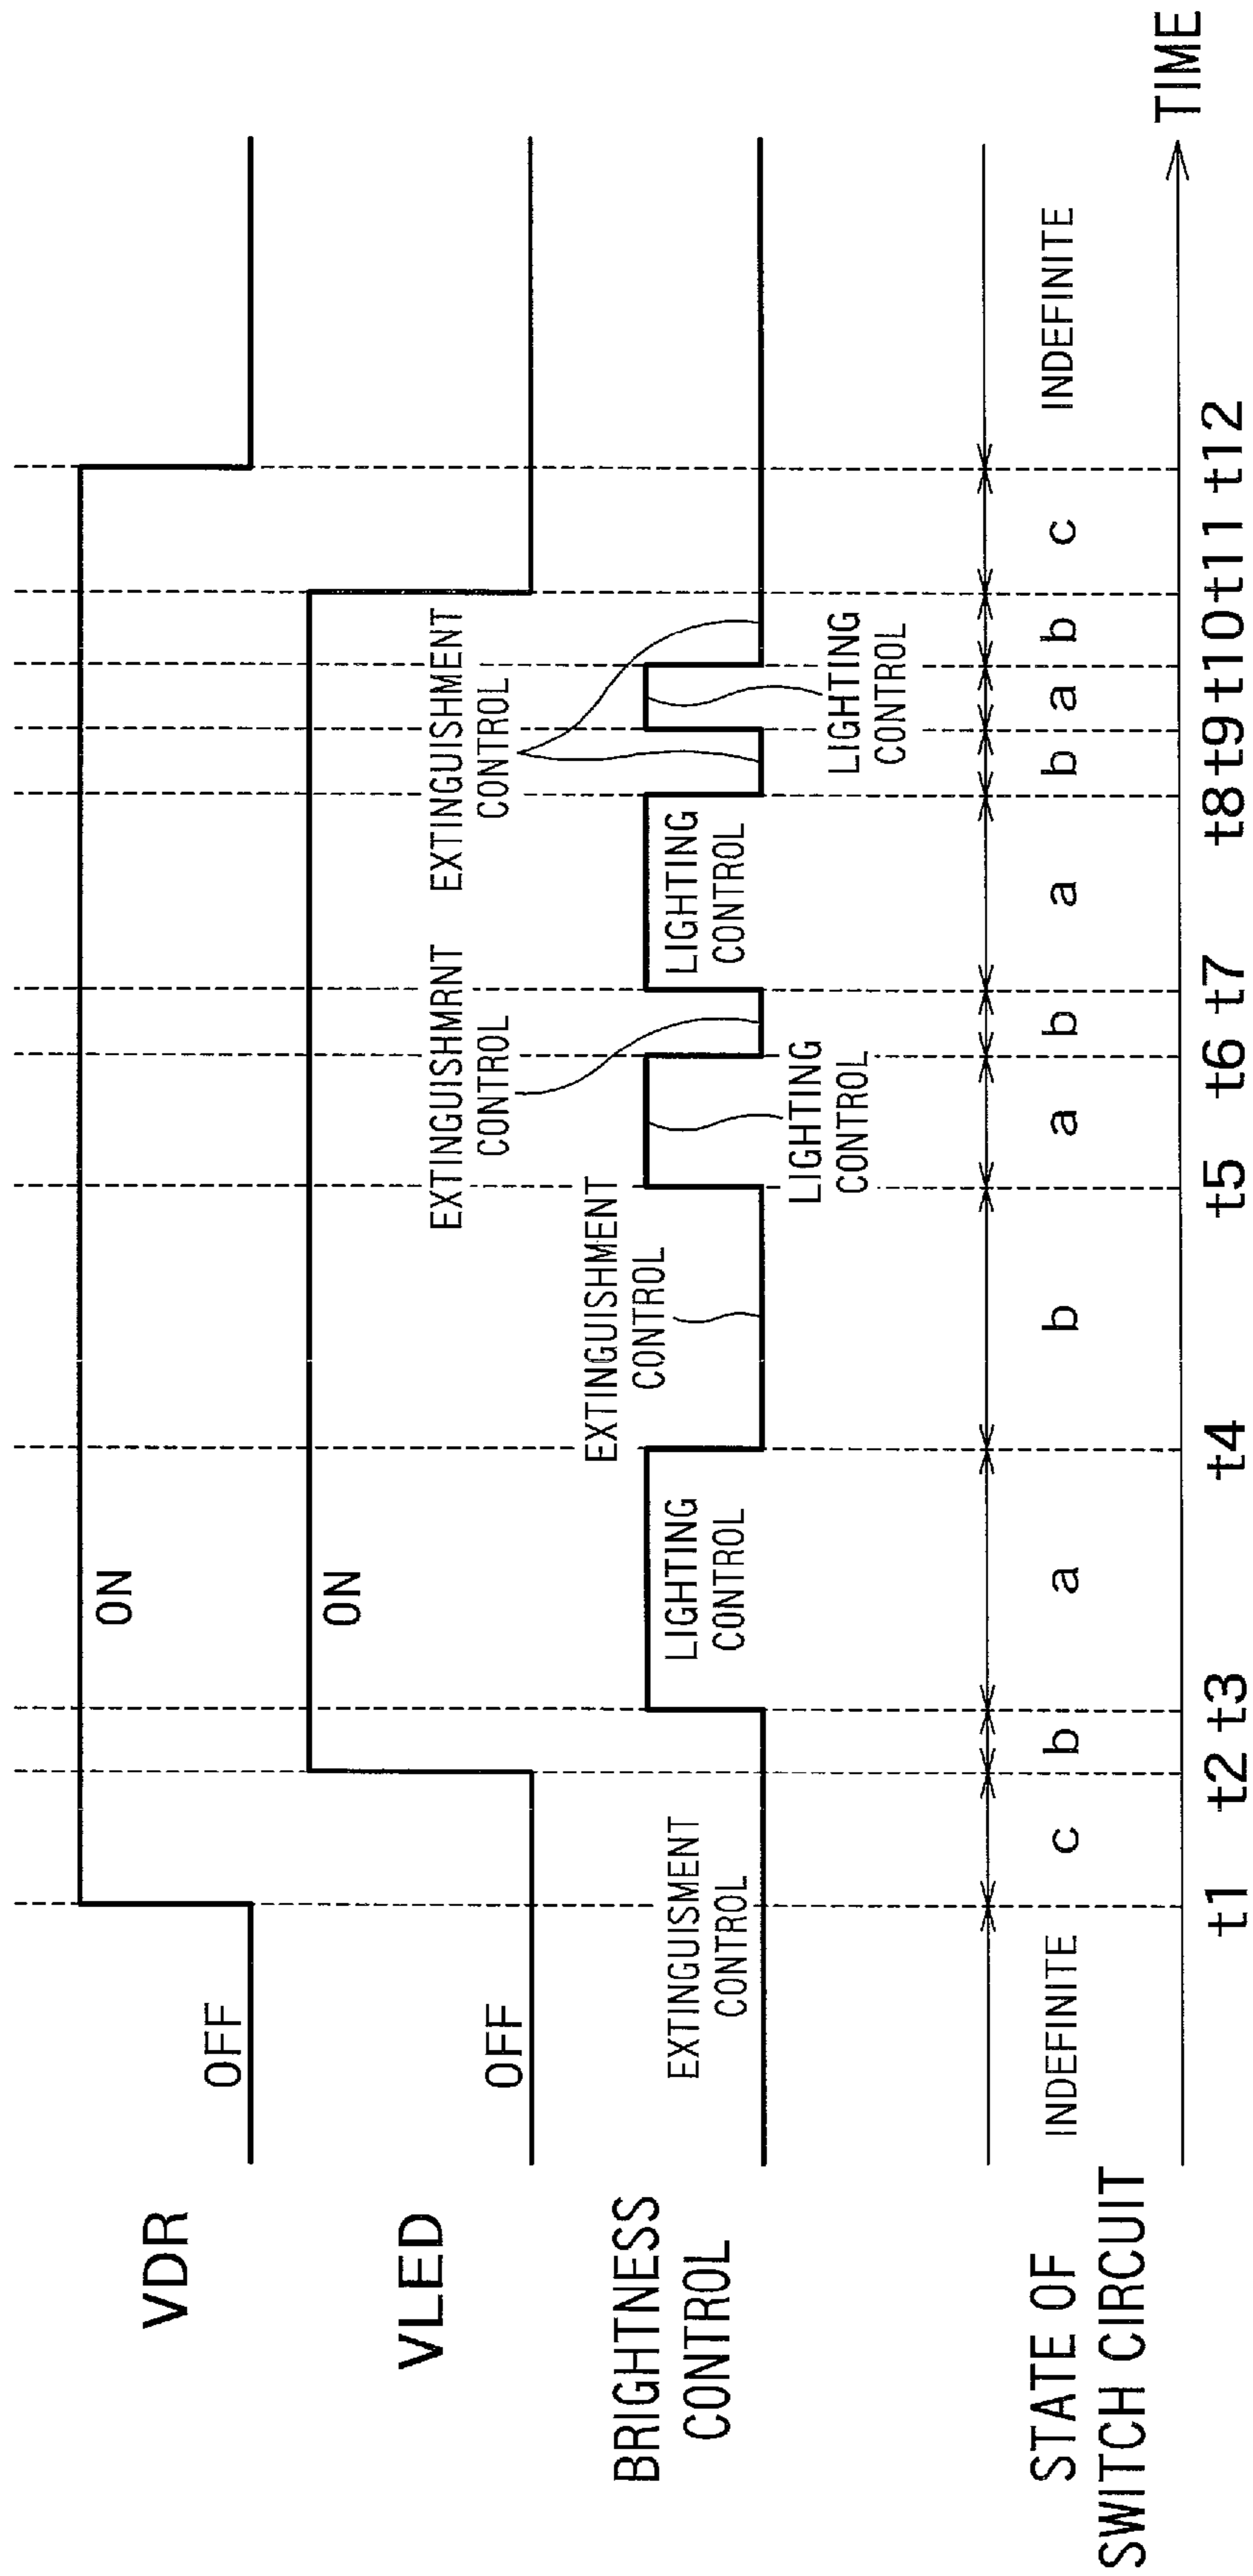 VDR
OFF
ON
VLED
OFF
ON
BRIGHTNESS
CONTROL
EXTINGUISMENT
CONTROL
LIGHTING
CONTROL
EXTINGUISHMENT
CONTROL
LIGHTING
CONTROL
EXTINGUISHMRNT
CONTROL
LIGHTING
CONTROL
EXTINGUISHMENT
CONTROL
LIGHTING
CONTROL
STATE OF
SWITCH CIRCUIT
INDEFINITE c b a b a b a b a b c INDEFINITE
t1 t2 t3 t4 t5 t6 t7 t8 t9 t10 t11 t12
TIME